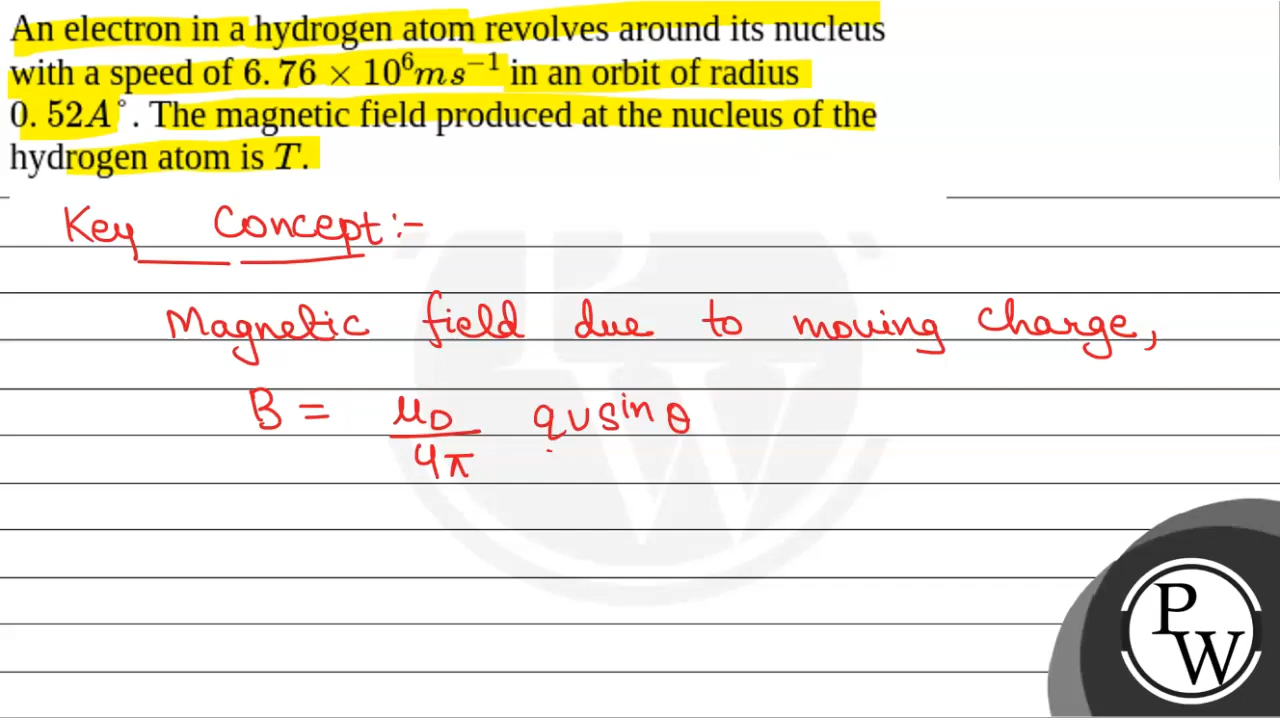 An electron in a hydrogen atom revolves around its nucleus
with a speed of 6. 76 × 10⁶ms⁻¹ in an orbit of radius
0. 52A°. The magnetic field produced at the nucleus of the
hydrogen atom is T.
Key Concept:-
Magnetic field due to moving charge,
B = μ₀/4π qvsinθ
PW